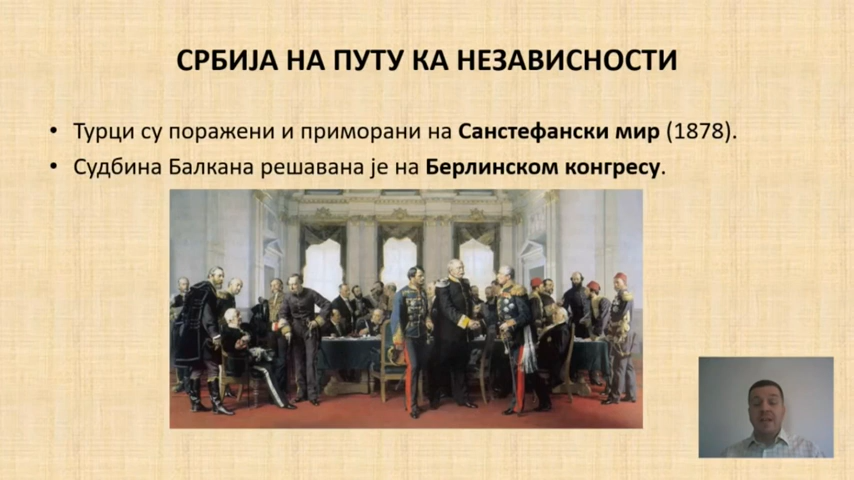 СРБИЈА НА ПУТУ КА НЕЗАВИСНОСТИ
• Турци су поражени и приморани на Санстефански мир (1878).
• Судбина Балкана решавана је на Берлинском конгресу.